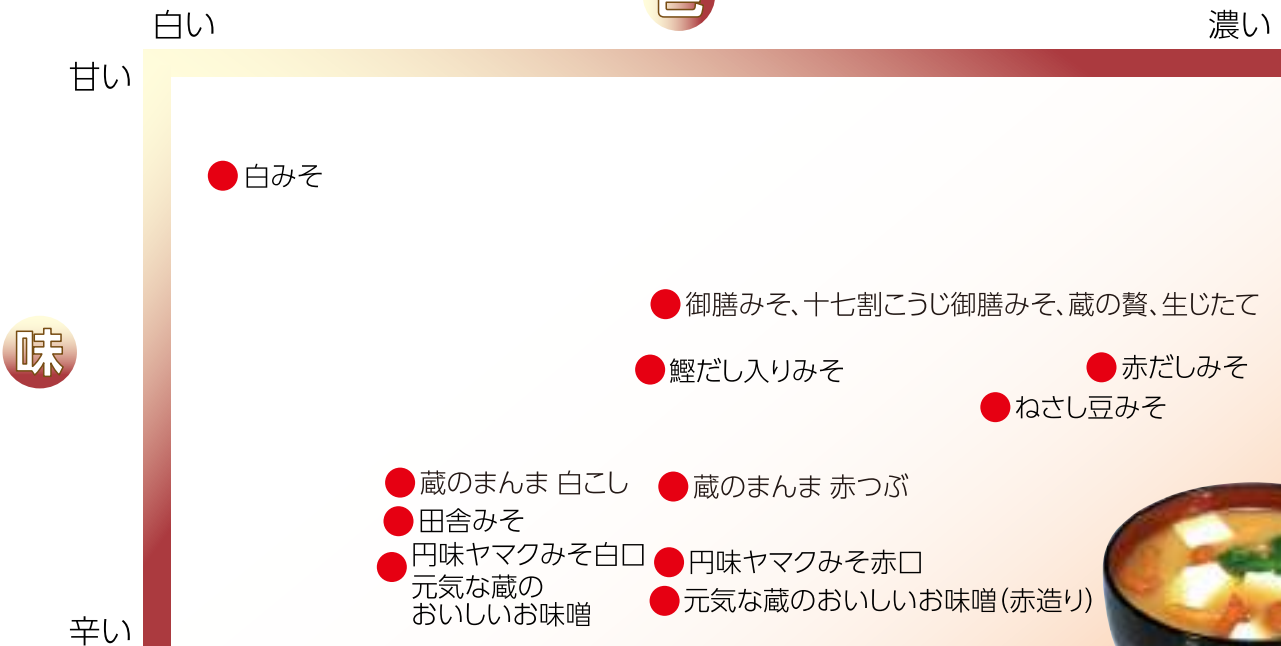 色
白い
濃い
甘い
白みそ
御膳みそ、十七割こうじ御膳みそ、蔵の贅、生じたて
味
鰹だし入りみそ
赤だしみそ
ねさし豆みそ
蔵のまんま 白こし
蔵のまんま 赤つぶ
田舎みそ
円味ヤマクみそ白口
元気な蔵の
おいしいお味噌
円味ヤマクみそ赤口
元気な蔵のおいしいお味噌(赤造り)
辛い